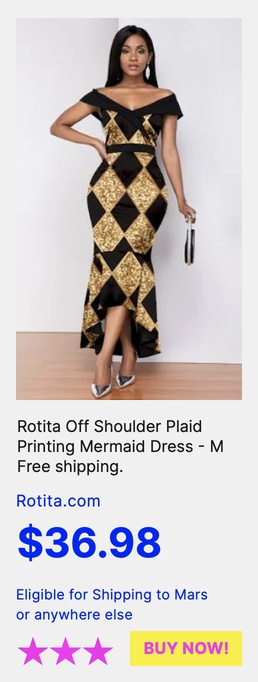 Rotita Off Shoulder Plaid
Printing Mermaid Dress - M
Free shipping.
Rotita.com
$36.98
Eligible for Shipping to Mars
or anywhere else
BUY NOW!